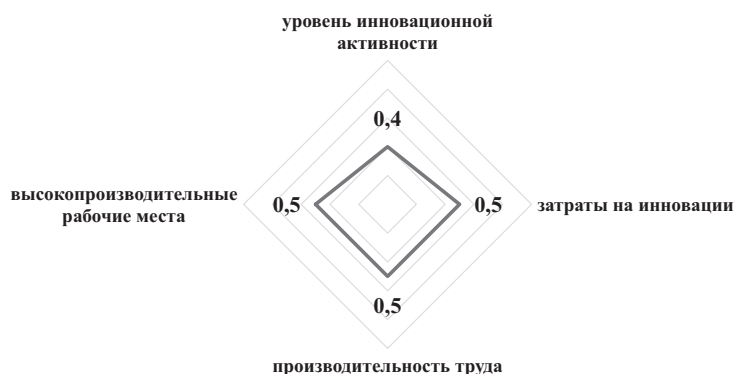 уровень инновационной
активности
0,4
высокопроизводительные
рабочие места
0,5
0,5
затраты на инновации
0,5
производительность труда